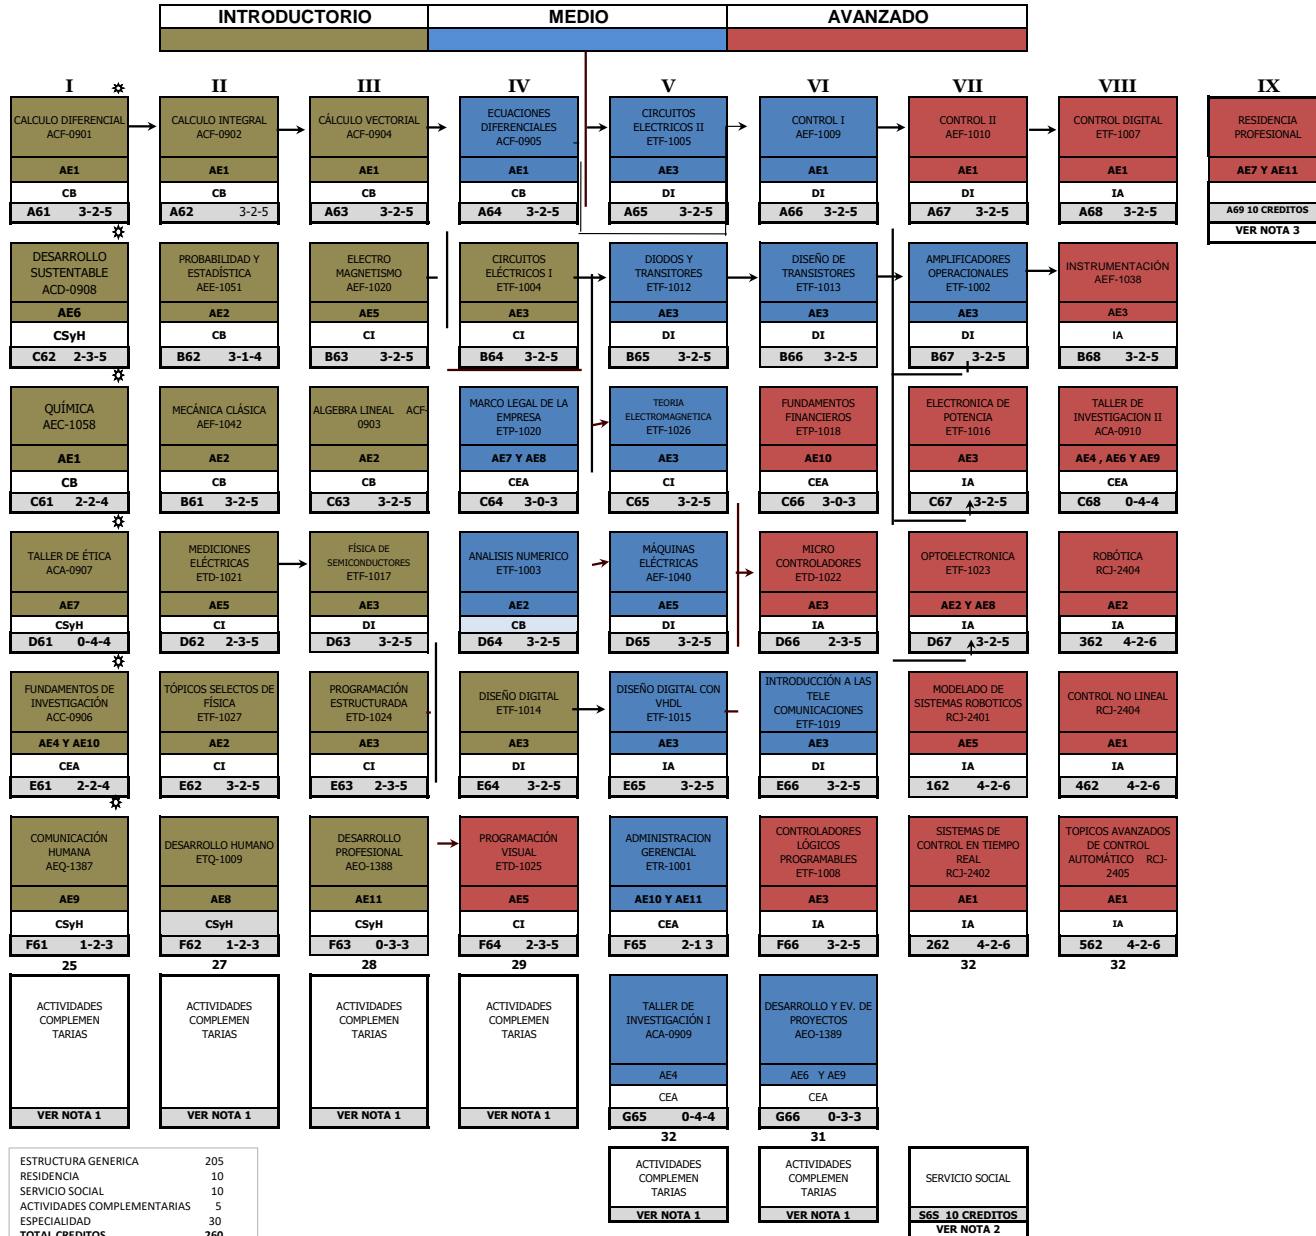 INTRODUCTORIO MEDIO AVANZADO
I II III IV V VI VII VIII IX
CALCULO DIFERENCIAL
ACF-0901
AE1
CB
A61 3-2-5
CALCULO INTEGRAL
ACF-0902
AE1
CB
A62 3-2-5
CÁLCULO VECTORIAL
ACF-0904
AE1
CB
A63 3-2-5
ECUACIONES
DIFERENCIALES
ACF-0905
AE1
CB
A64 3-2-5
CIRCUITOS
ELECTRICOS II
ETF-1005
AE3
DI
A65 3-2-5
CONTROL I
AEF-1009
AE1
DI
A66 3-2-5
CONTROL II
AEF-1010
AE1
DI
A67 3-2-5
CONTROL DIGITAL
ETF-1007
AE1
IA
A68 3-2-5
RESIDENCIA
PROFESIONAL
AE7 Y AE11
A69 10 CREDITOS
VER NOTA 3
DESARROLLO
SUSTENTABLE
ACD-0908
AE6
CSyH
C62 2-3-5
PROBABILIDAD Y
ESTADÍSTICA
AEE-1051
AE2
CB
B62 3-1-4
ELECTRO
MAGNETISMO
AEF-1020
AE5
CI
B63 3-2-5
CIRCUITOS
ELÉCTRICOS I
ETF-1004
AE3
CI
B64 3-2-5
DIODOS Y
TRANSITORES
ETF-1012
AE3
DI
B65 3-2-5
DISEÑO DE
TRANSISTORES
ETF-1013
AE3
DI
B66 3-2-5
AMPLIFICADORES
OPERACIONALES
ETF-1002
AE3
DI
B67 3-2-5
INSTRUMENTACIÓN
AEF-1038
AE3
IA
B68 3-2-5
QUÍMICA
AEC-1058
AE1
CB
C61 2-2-4
MECÁNICA CLÁSICA
AEF-1042
AE2
CB
B61 3-2-5
ALGEBRA LINEAL ACF-
0903
AE2
CB
C63 3-2-5
MARCO LEGAL DE LA
EMPRESA
ETP-1020
AE7 Y AE8
CEA
C64 3-0-3
TEORIA
ELECTROMAGNETICA
ETF-1026
AE3
CI
C65 3-2-5
FUNDAMENTOS
FINANCIEROS
ETP-1018
AE10
CEA
C66 3-0-3
ELECTRONICA DE
POTENCIA
ETF-1016
AE3
IA
C67 3-2-5
TALLER DE
INVESTIGACION II
ACA-0910
AE4 , AE6 Y AE9
CEA
C68 0-4-4
TALLER DE ÉTICA
ACA-0907
AE7
CSyH
D61 0-4-4
MEDICIONES
ELÉCTRICAS
ETD-1021
AE5
CI
D62 2-3-5
FÍSICA DE
SEMICONDUCTORES
ETF-1017
AE3
DI
D63 3-2-5
ANALISIS NUMERICO
ETF-1003
AE2
CB
D64 3-2-5
MÁQUINAS
ELÉCTRICAS
AEF-1040
AE5
DI
D65 3-2-5
MICRO
CONTROLADORES
ETD-1022
AE3
IA
D66 2-3-5
OPTOELECTRONICA
ETF-1023
AE2 Y AE8
IA
D67 3-2-5
ROBÓTICA
RCJ-2404
AE2
IA
362 4-2-6
FUNDAMENTOS DE
INVESTIGACIÓN
ACC-0906
AE4 Y AE10
CEA
E61 2-2-4
TÓPICOS SELECTOS DE
FÍSICA
ETF-1027
AE2
CI
E62 3-2-5
PROGRAMACIÓN
ESTRUCTURADA
ETD-1024
AE3
CI
E63 2-3-5
DISEÑO DIGITAL
ETF-1014
AE3
DI
E64 3-2-5
DISEÑO DIGITAL CON
VHDL
ETF-1015
AE3
IA
E65 3-2-5
INTRODUCCIÓN A LAS
TELE
COMUNICACIONES
ETF-1019
AE3
DI
E66 3-2-5
MODELADO DE
SISTEMAS ROBOTICOS
RCJ-2401
AE5
IA
162 4-2-6
CONTROL NO LINEAL
RCJ-2404
AE1
IA
462 4-2-6
COMUNICACIÓN
HUMANA
AEQ-1387
AE9
CSyH
F61 1-2-3
DESARROLLO HUMANO
ETQ-1009
AE8
CSyH
F62 1-2-3
DESARROLLO
PROFESIONAL
AEO-1388
AE11
CSyH
F63 0-3-3
PROGRAMACIÓN
VISUAL
ETD-1025
AE5
CI
F64 2-3-5
ADMINISTRACION
GERENCIAL
ETR-1001
AE10 Y AE11
CEA
F65 2-1 3
CONTROLADORES
LÓGICOS
PROGRAMABLES
ETF-1008
AE3
IA
F66 3-2-5
SISTEMAS DE
CONTROL EN TIEMPO
REAL
RCJ-2402
AE1
IA
262 4-2-6
TOPICOS AVANZADOS
DE CONTROL
AUTOMÁTICO RCJ-
2405
AE1
IA
562 4-2-6
25 27 28 29 32 32
ACTIVIDADES
COMPLEMEN
TARIAS
VER NOTA 1
ACTIVIDADES
COMPLEMEN
TARIAS
VER NOTA 1
ACTIVIDADES
COMPLEMEN
TARIAS
VER NOTA 1
ACTIVIDADES
COMPLEMEN
TARIAS
VER NOTA 1
TALLER DE
INVESTIGACIÓN I
ACA-0909
AE4
CEA
G65 0-4-4
32
DESARROLLO Y EV. DE
PROYECTOS
AEO-1389
AE6 Y AE9
CEA
G66 0-3-3
31
ACTIVIDADES
COMPLEMEN
TARIAS
VER NOTA 1
ACTIVIDADES
COMPLEMEN
TARIAS
VER NOTA 1
SERVICIO SOCIAL
S6S 10 CREDITOS
VER NOTA 2
ESTRUCTURA GENERICA 205
RESIDENCIA 10
SERVICIO SOCIAL 10
ACTIVIDADES COMPLEMENTARIAS 5
ESPECIALIDAD 30
TOTAL CREDITOS 260